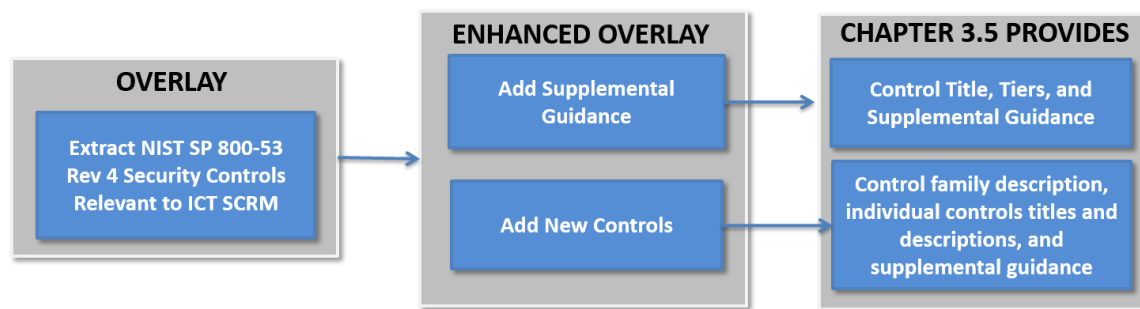 OVERLAY
Extract NIST SP 800-53
Rev 4 Security Controls
Relevant to ICT SCRM
ENHANCED OVERLAY
Add Supplemental
Guidance
Add New Controls
CHAPTER 3.5 PROVIDES
Control Title, Tiers, and
Supplemental Guidance
Control family description,
individual controls titles and
descriptions, and
supplemental guidance